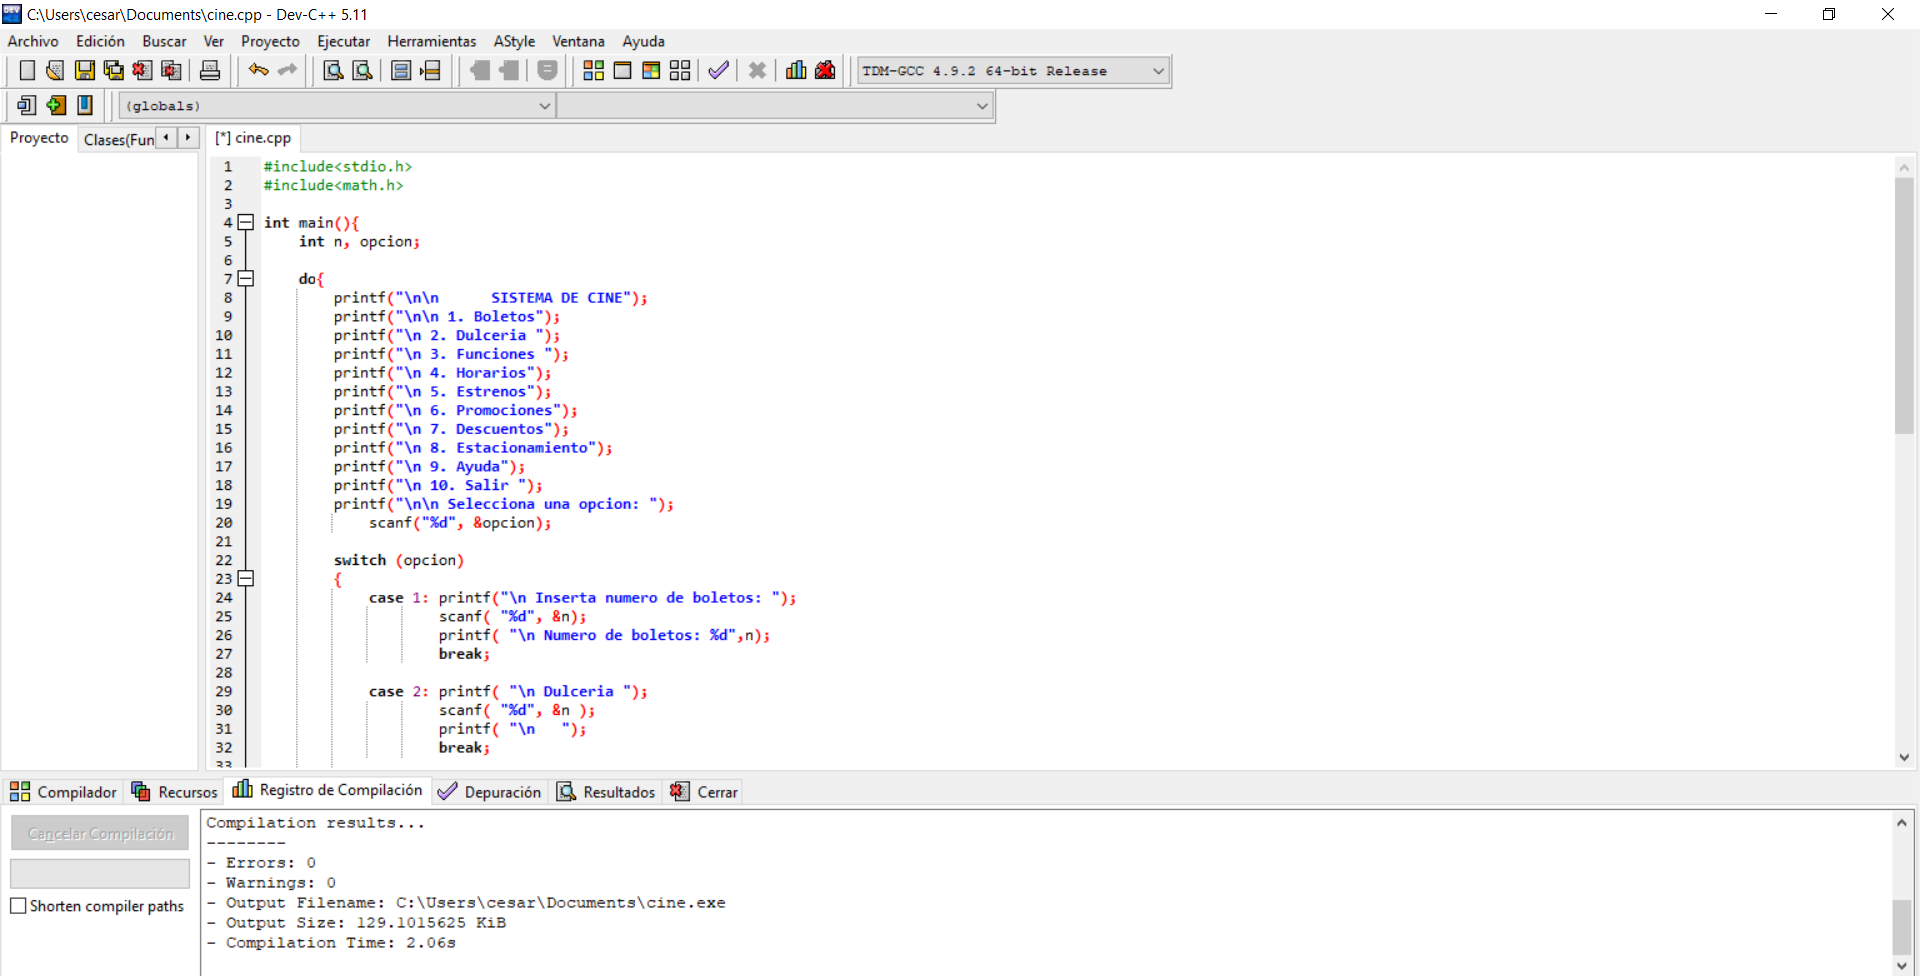 C:\Users\cesar\Documents\cine.cpp - Dev-C++ 5.11
Archivo Edición Buscar Ver Proyecto Ejecutar Herramientas AStyle Ventana Ayuda
TDM-GCC 4.9.2 64-bit Release
(globals)
Proyecto Clases(Fun [*] cine.cpp
1 #include<stdio.h>
2 #include<math.h>
3
4 int main(){
5 int n, opcion;
6
7 do{
8 printf("\n\n      SISTEMA DE CINE");
9 printf("\n\n 1. Boletos");
10 printf("\n 2. Dulceria ");
11 printf("\n 3. Funciones ");
12 printf("\n 4. Horarios");
13 printf("\n 5. Estrenos");
14 printf("\n 6. Promociones");
15 printf("\n 7. Descuentos");
16 printf("\n 8. Estacionamiento");
17 printf("\n 9. Ayuda");
18 printf("\n 10. Salir ");
19 printf("\n\n Selecciona una opcion: ");
20 scanf("%d", &opcion);
21
22 switch (opcion)
23 {
24 case 1: printf("\n Inserta numero de boletos: ");
25 scanf( "%d", &n);
26 printf( "\n Numero de boletos: %d",n);
27 break;
28
29 case 2: printf( "\n Dulceria ");
30 scanf( "%d", &n );
31 printf( "\n   ");
32 break;
33
Compilador Recursos Registro de Compilación Depuración Resultados Cerrar
Cancelar Compilación
Shorten compiler paths
Compilation results...
--------
- Errors: 0
- Warnings: 0
- Output Filename: C:\Users\cesar\Documents\cine.exe
- Output Size: 129.1015625 KiB
- Compilation Time: 2.06s